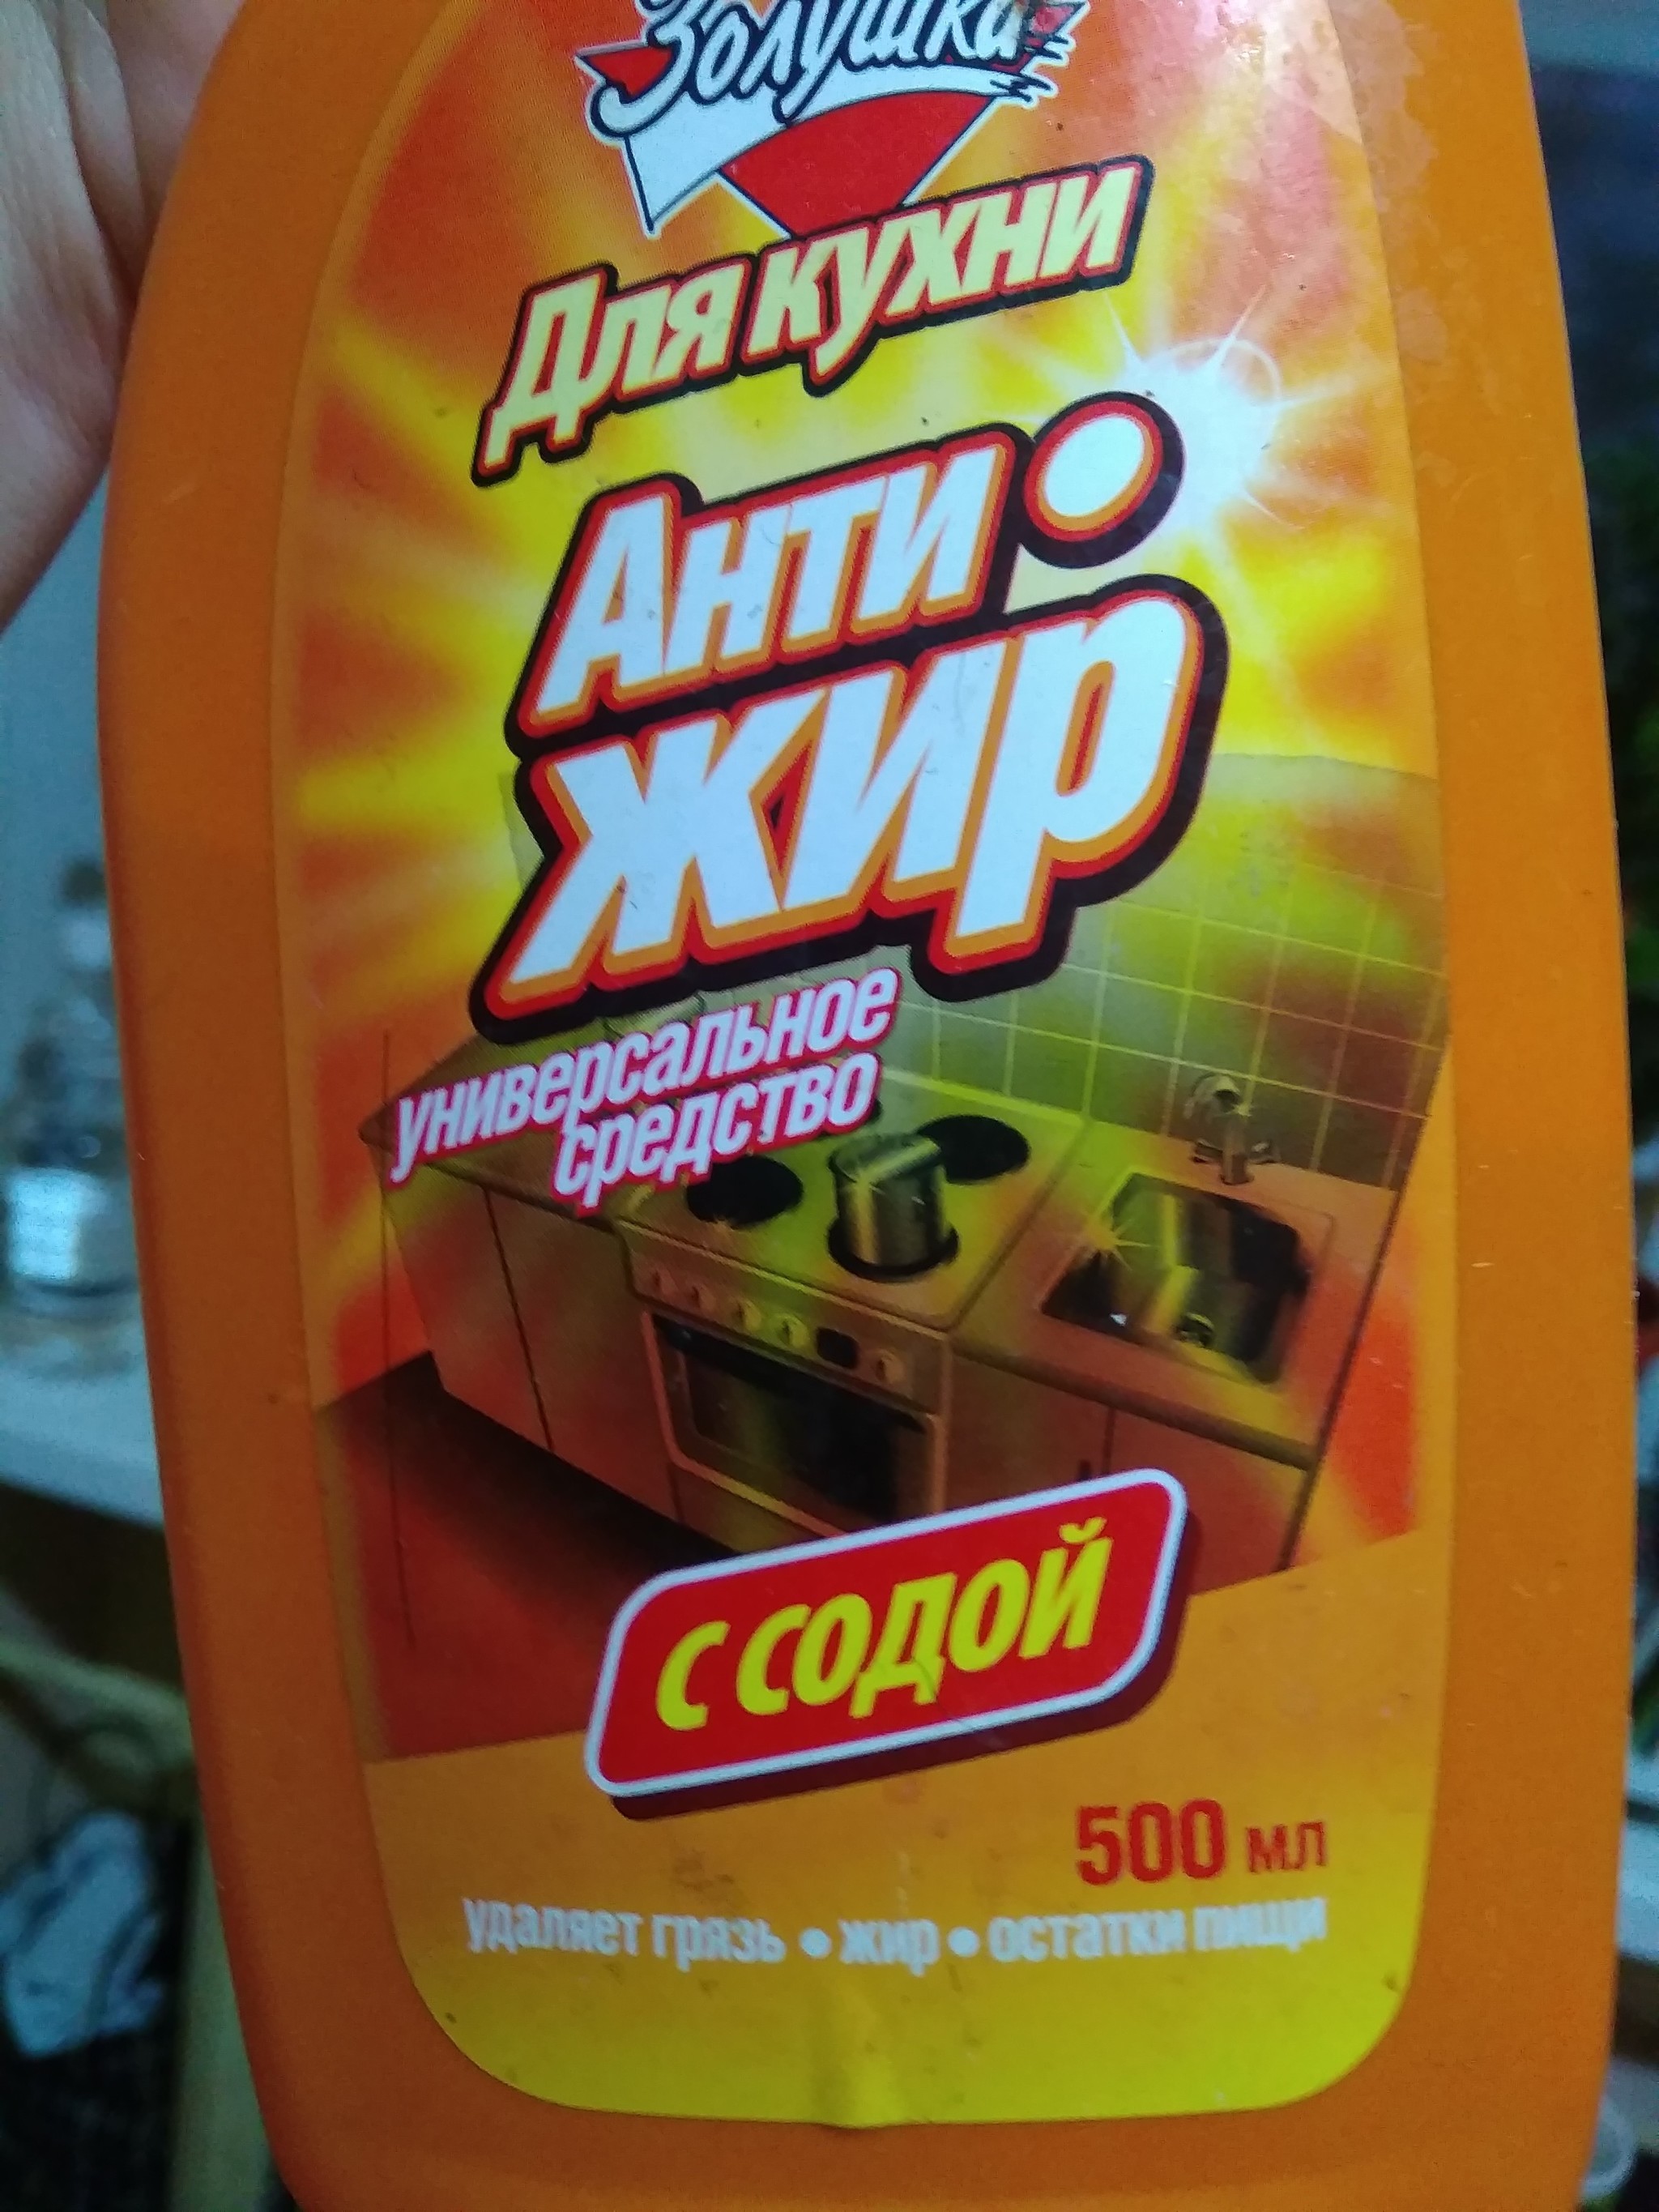 Золушка
Для кухни
Анти
жир
универсальное
средство
с содой
500 мл
удаляет грязь • жир • остатки пищи